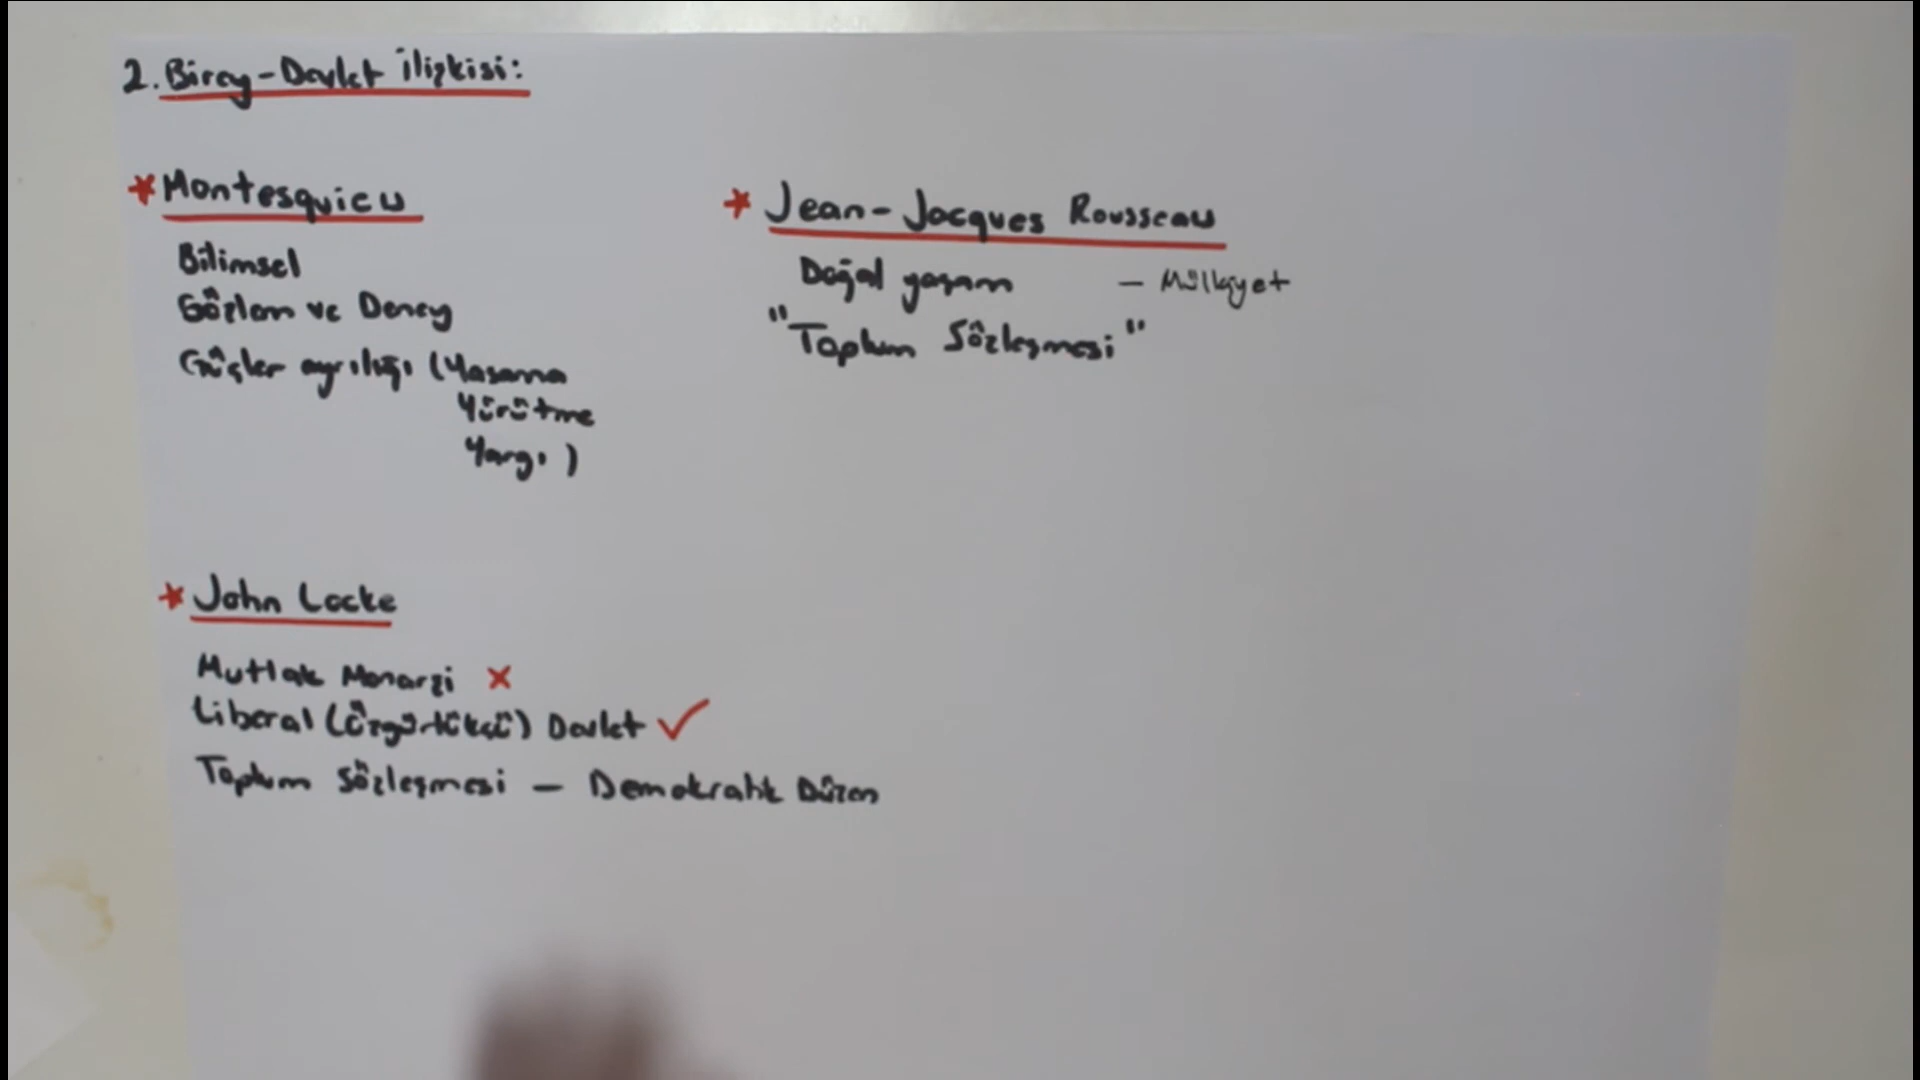 2. Birey-Devlet İlişkisi:
* Montesquieu
Bilimsel
Gözlem ve Deney
Güçler ayrılığı (Yasama
Yürütme
Yargı)
* Jean-Jacques Rousseau
Doğal yaşam – Mülkiyet
"Toplum Sözleşmesi"
* John Locke
Mutlak Monarşi ✗
Liberal (Özgürlükçü) Devlet ✓
Toplum Sözleşmesi – Demokratik Düzen